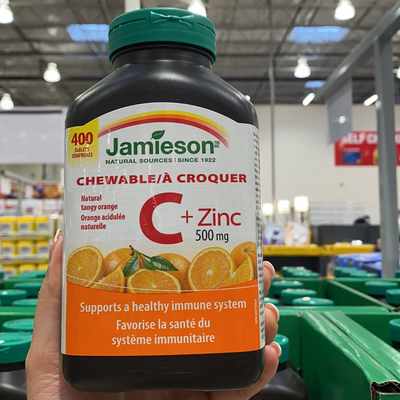 400
TABLETS
COMPRIMÉS
Jamieson
NATURAL SOURCES | SINCE 1922
CHEWABLE/À CROQUER
Natural
tangy orange
Orange acidulée
naturelle
C + Zinc
500 mg
Supports a healthy immune system
Favorise la santé du
système immunitaire